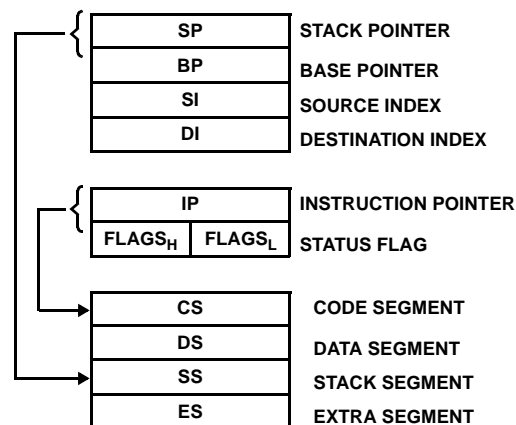 SP STACK POINTER
BP BASE POINTER
SI SOURCE INDEX
DI DESTINATION INDEX
IP INSTRUCTION POINTER
FLAGSH FLAGSL STATUS FLAG
CS CODE SEGMENT
DS DATA SEGMENT
SS STACK SEGMENT
ES EXTRA SEGMENT